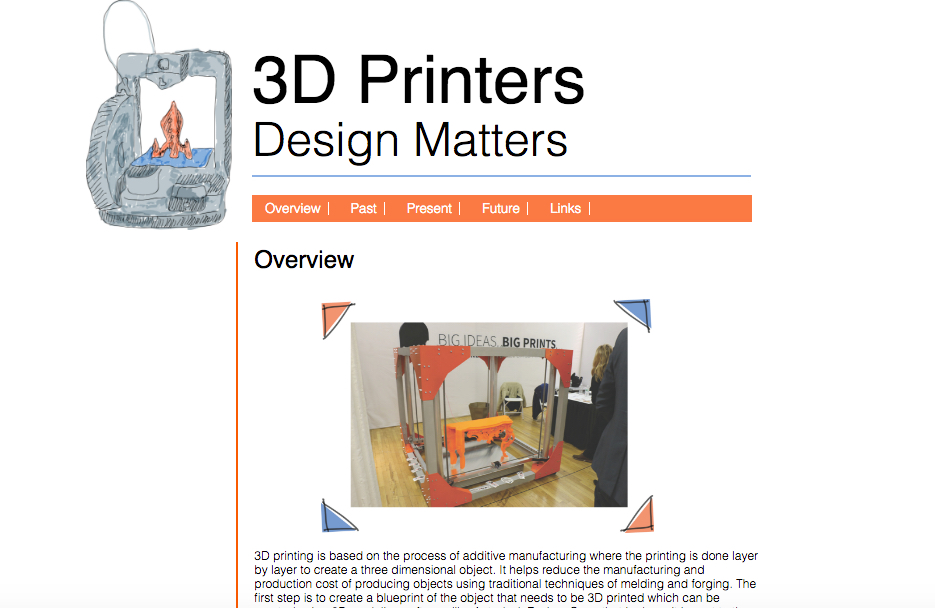 3D Printers
Design Matters
Overview | Past | Present | Future | Links |
Overview
BIG IDEAS. BIG PRINTS.
3D printing is based on the process of additive manufacturing where the printing is done layer
by layer to create a three dimensional object. It helps reduce the manufacturing and
production cost of producing objects using traditional techniques of melding and forging. The
first step is to create a blueprint of the object that needs to be 3D printed which can be